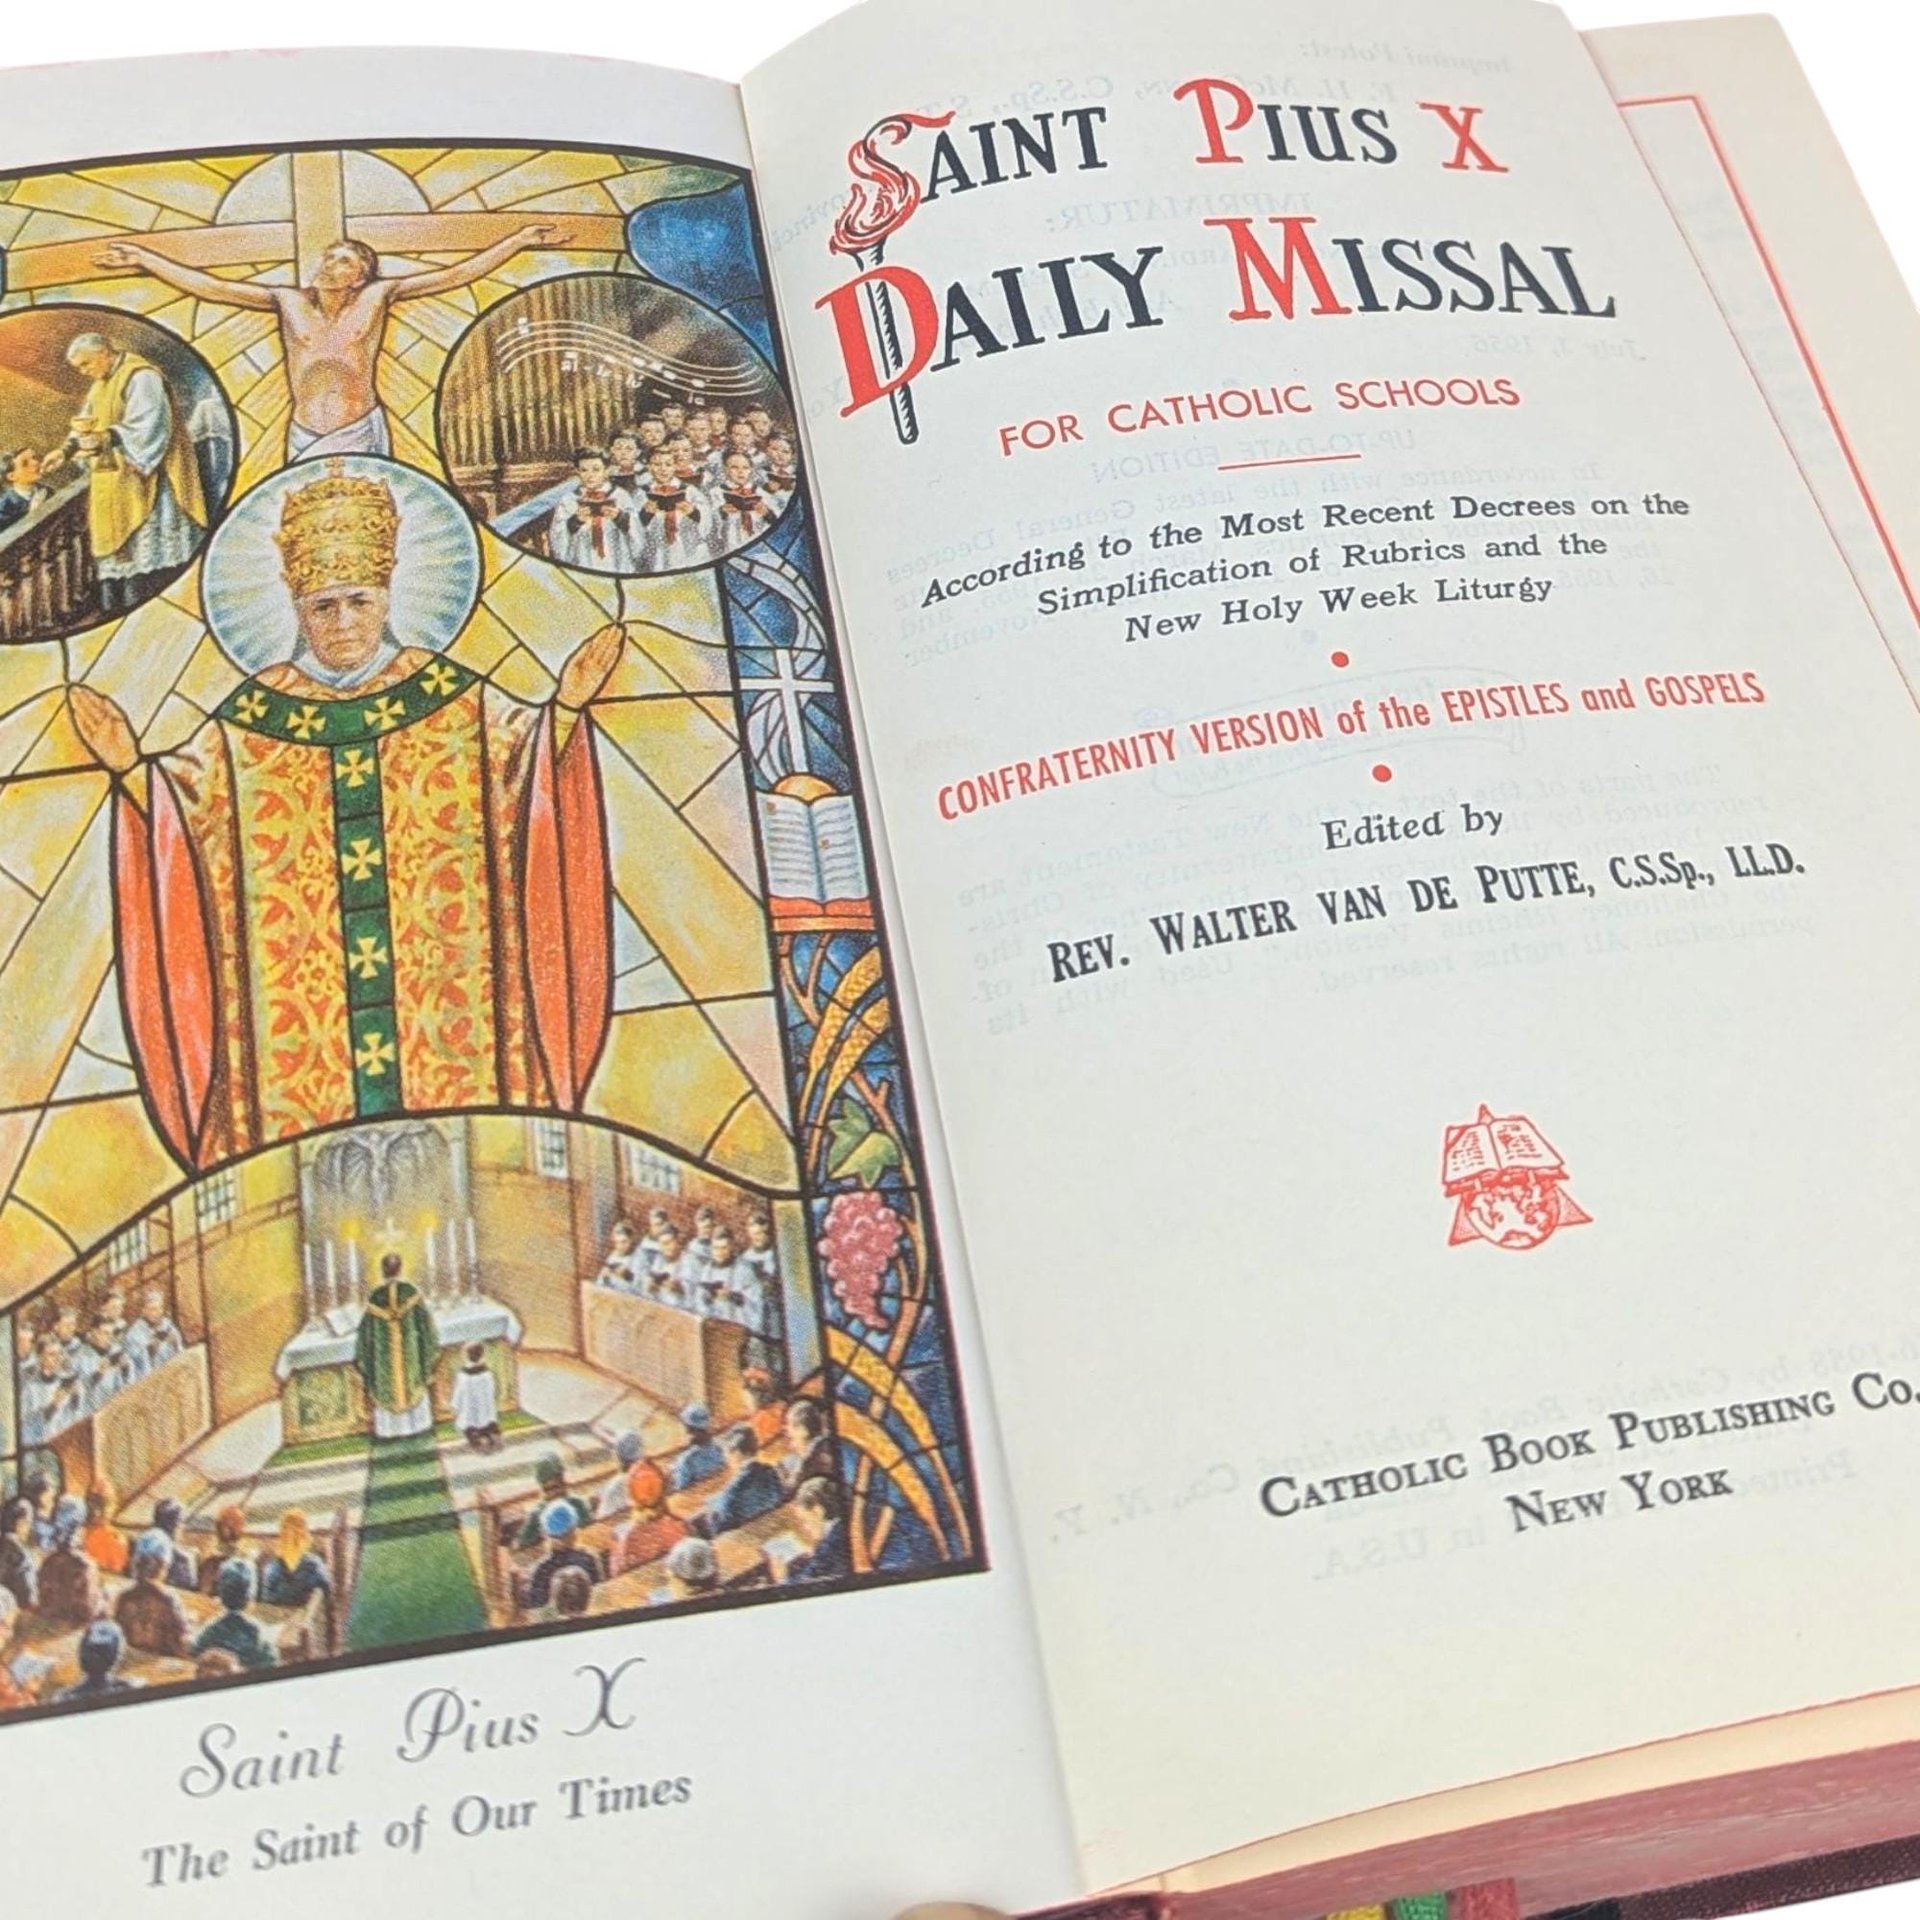 Saint Pius X
The Saint of Our Times
SAINT PIUS X
DAILY MISSAL
FOR CATHOLIC SCHOOLS
According to the Most Recent Decrees on the
Simplification of Rubrics and the
New Holy Week Liturgy
CONFRATERNITY VERSION of the EPISTLES and GOSPELS
Edited by
REV. WALTER VAN DE PUTTE, C.S.Sp., LL.D.
CATHOLIC BOOK PUBLISHING CO.
NEW YORK